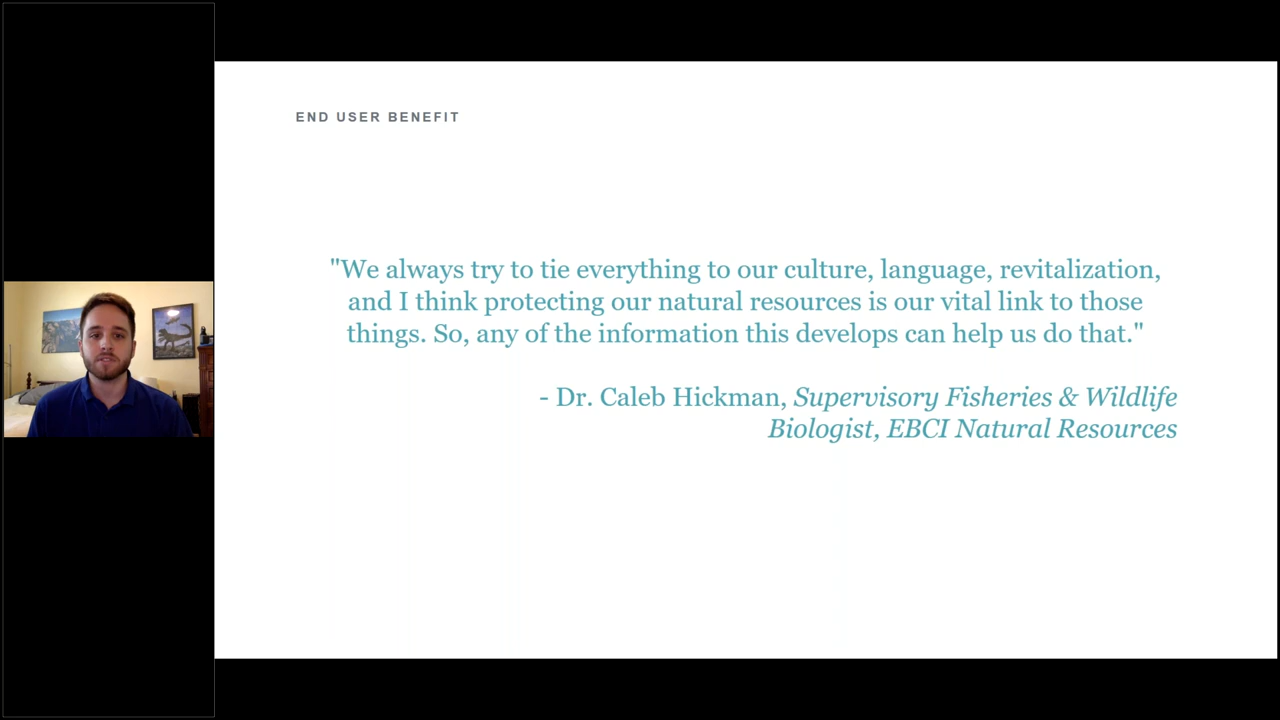 END USER BENEFIT
"We always try to tie everything to our culture, language, revitalization,
and I think protecting our natural resources is our vital link to those
things. So, any of the information this develops can help us do that."
- Dr. Caleb Hickman, Supervisory Fisheries & Wildlife
Biologist, EBCI Natural Resources